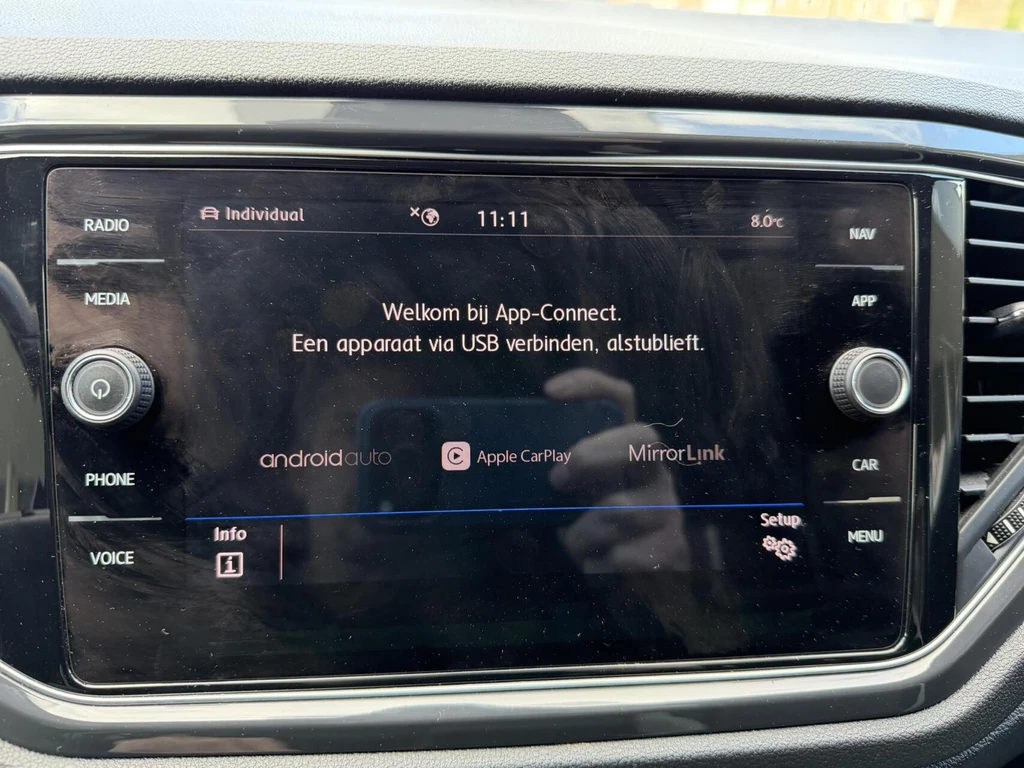 RADIO
MEDIA
PHONE
VOICE
Individual
11:11
8.0°C
Welkom bij App-Connect.
Een apparaat via USB verbinden, alstublieft.
androidauto
Apple CarPlay
MirrorLink
Info
Setup
NAV
APP
CAR
MENU